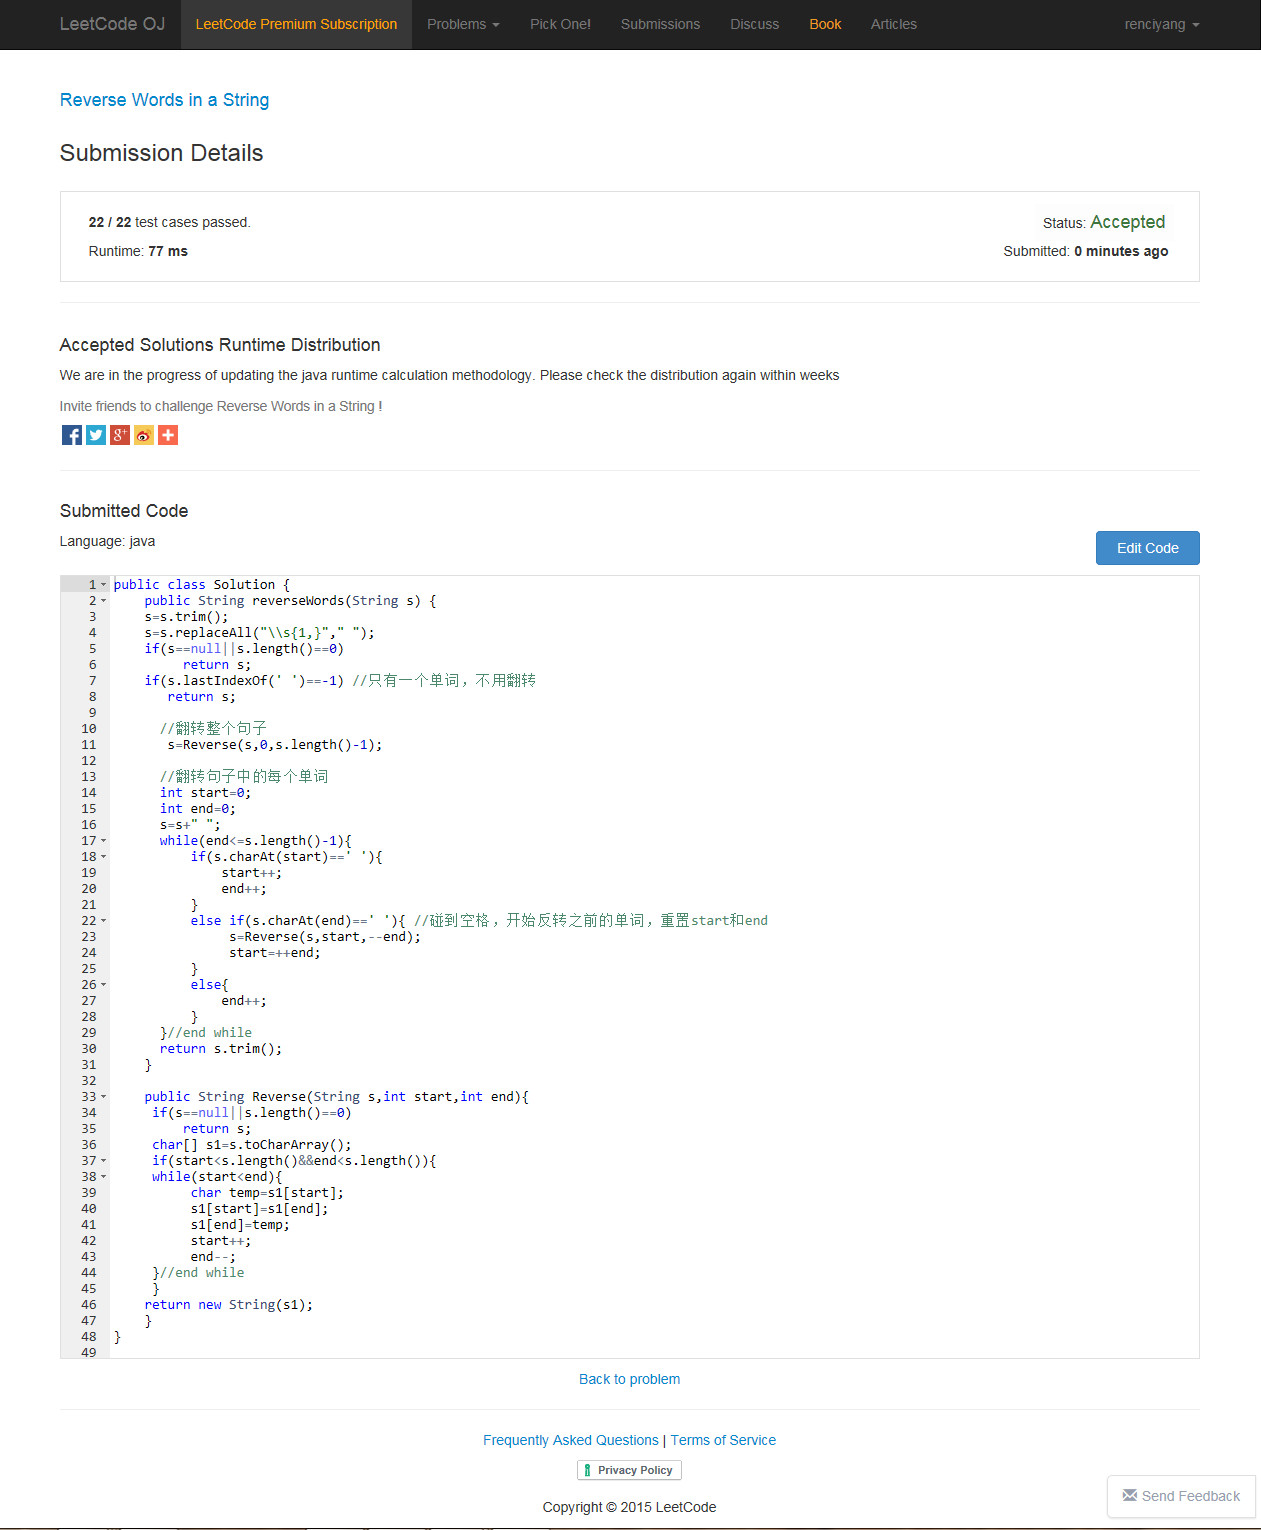 LeetCode OJ LeetCode Premium Subscription Problems Pick One! Submissions Discuss Book Articles renciyang
Reverse Words in a String
Submission Details
22 / 22 test cases passed. Status: Accepted
Runtime: 77 ms Submitted: 0 minutes ago
Accepted Solutions Runtime Distribution
We are in the progress of updating the java runtime calculation methodology. Please check the distribution again within weeks
Invite friends to challenge Reverse Words in a String !
Submitted Code
Language: java
Edit Code
1 public class Solution {
2 public String reverseWords(String s) {
3 s=s.trim();
4 s=s.replaceAll("\\s{1,}"," ");
5 if(s==null||s.length()==0)
6 return s;
7 if(s.lastIndexOf(' ')==-1) //只有一个单词，不用翻转
8 return s;
9
10 //翻转整个句子
11 s=Reverse(s,0,s.length()-1);
12
13 //翻转句子中的每个单词
14 int start=0;
15 int end=0;
16 s=s+" ";
17 while(end<=s.length()-1){
18 if(s.charAt(start)==' '){
19 start++;
20 end++;
21 }
22 else if(s.charAt(end)==' '){ //碰到空格，开始反转之前的单词，重置start和end
23 s=Reverse(s,start,--end);
24 start=++end;
25 }
26 else{
27 end++;
28 }
29 }//end while
30 return s.trim();
31 }
32
33 public String Reverse(String s,int start,int end){
34 if(s==null||s.length()==0)
35 return s;
36 char[] s1=s.toCharArray();
37 if(start<s.length()&&end<s.length()){
38 while(start<end){
39 char temp=s1[start];
40 s1[start]=s1[end];
41 s1[end]=temp;
42 start++;
43 end--;
44 }//end while
45 }
46 return new String(s1);
47 }
48 }
49
Back to problem
Frequently Asked Questions | Terms of Service
Privacy Policy
Send Feedback
Copyright © 2015 LeetCode